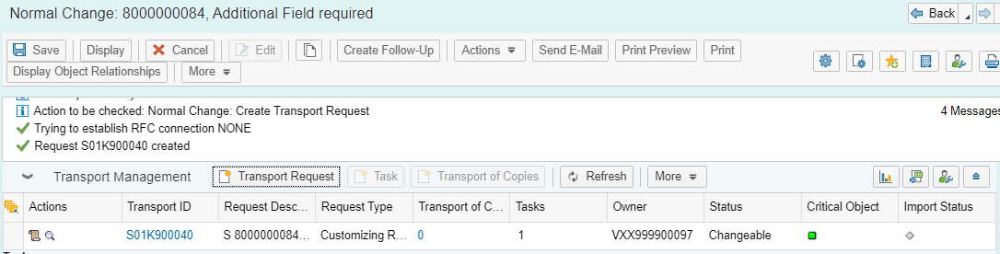 Normal Change: 8000000084, Additional Field required
Back
Save Display Cancel Edit Create Follow-Up Actions Send E-Mail Print Preview Print
Display Object Relationships More
Action to be checked: Normal Change: Create Transport Request 4 Messages
Trying to establish RFC connection NONE
Request S01K900040 created
Transport Management Transport Request Task Transport of Copies Refresh More
Actions Transport ID Request Desc... Request Type Transport of C... Tasks Owner Status Critical Object Import Status
S01K900040 S 8000000084... Customizing R... 0 1 VXX999900097 Changeable